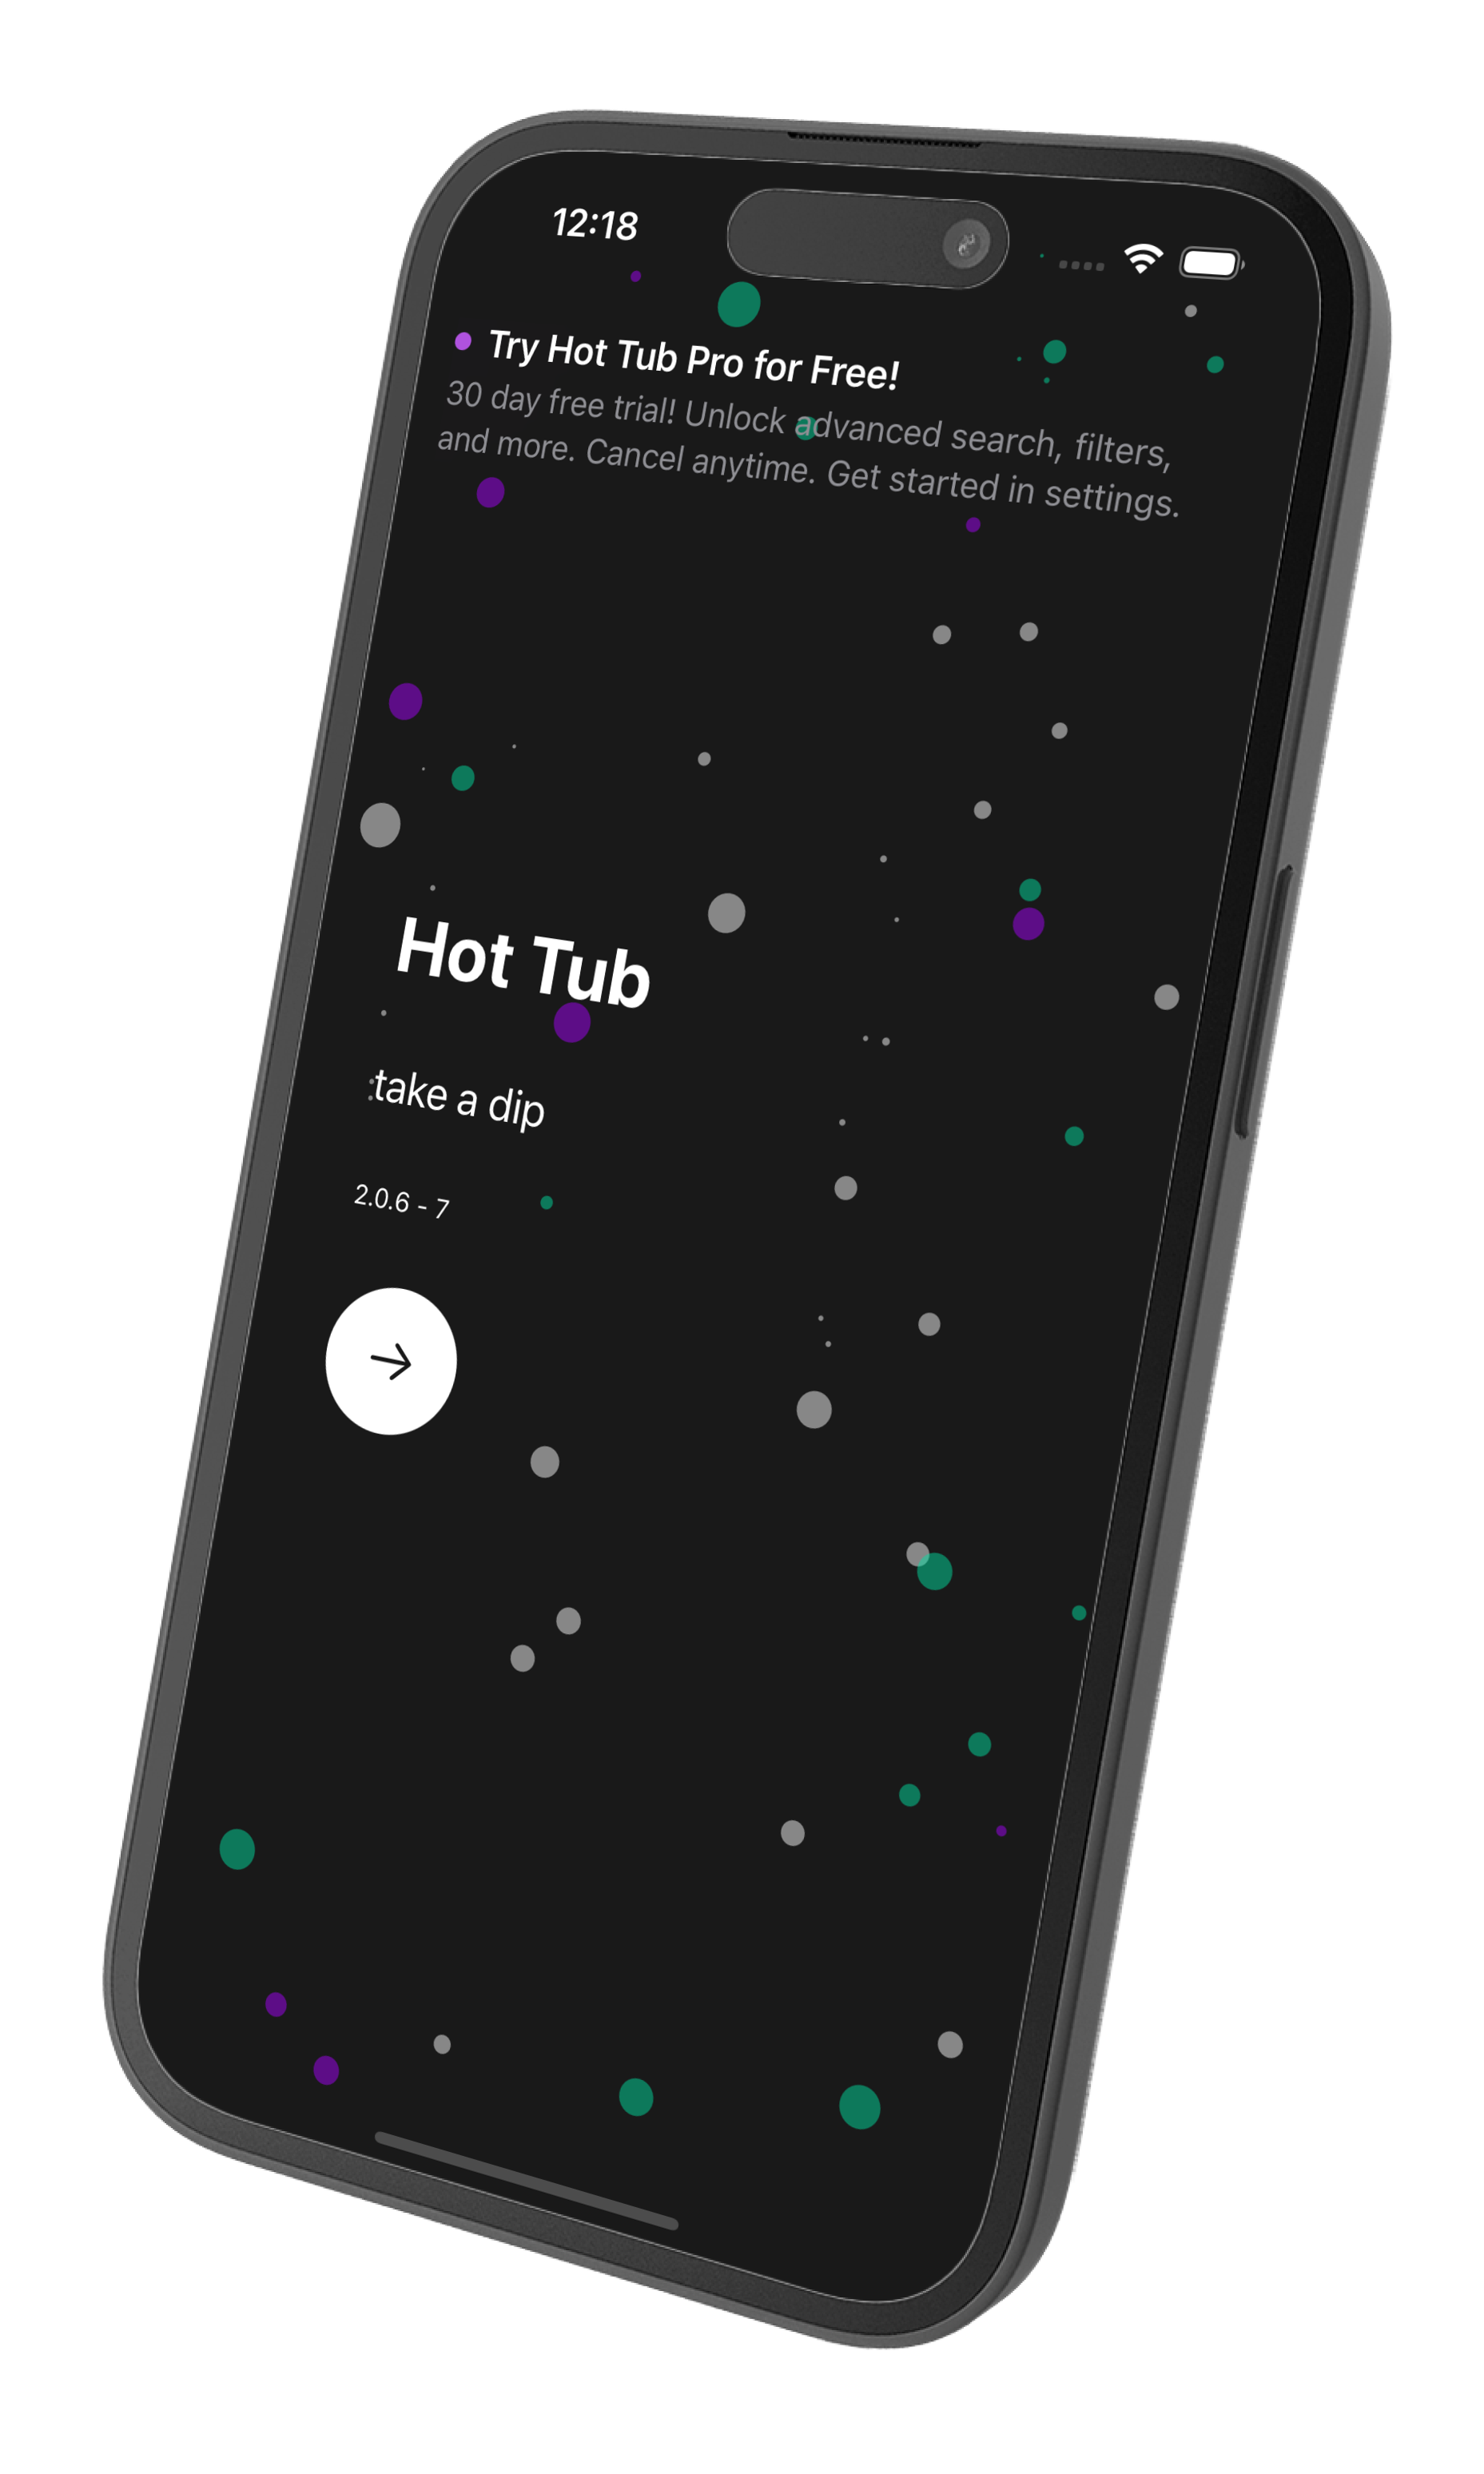 12:18
Try Hot Tub Pro for Free!
30 day free trial! Unlock advanced search, filters,
and more. Cancel anytime. Get started in settings.
Hot Tub
take a dip
2.0.6 - 7